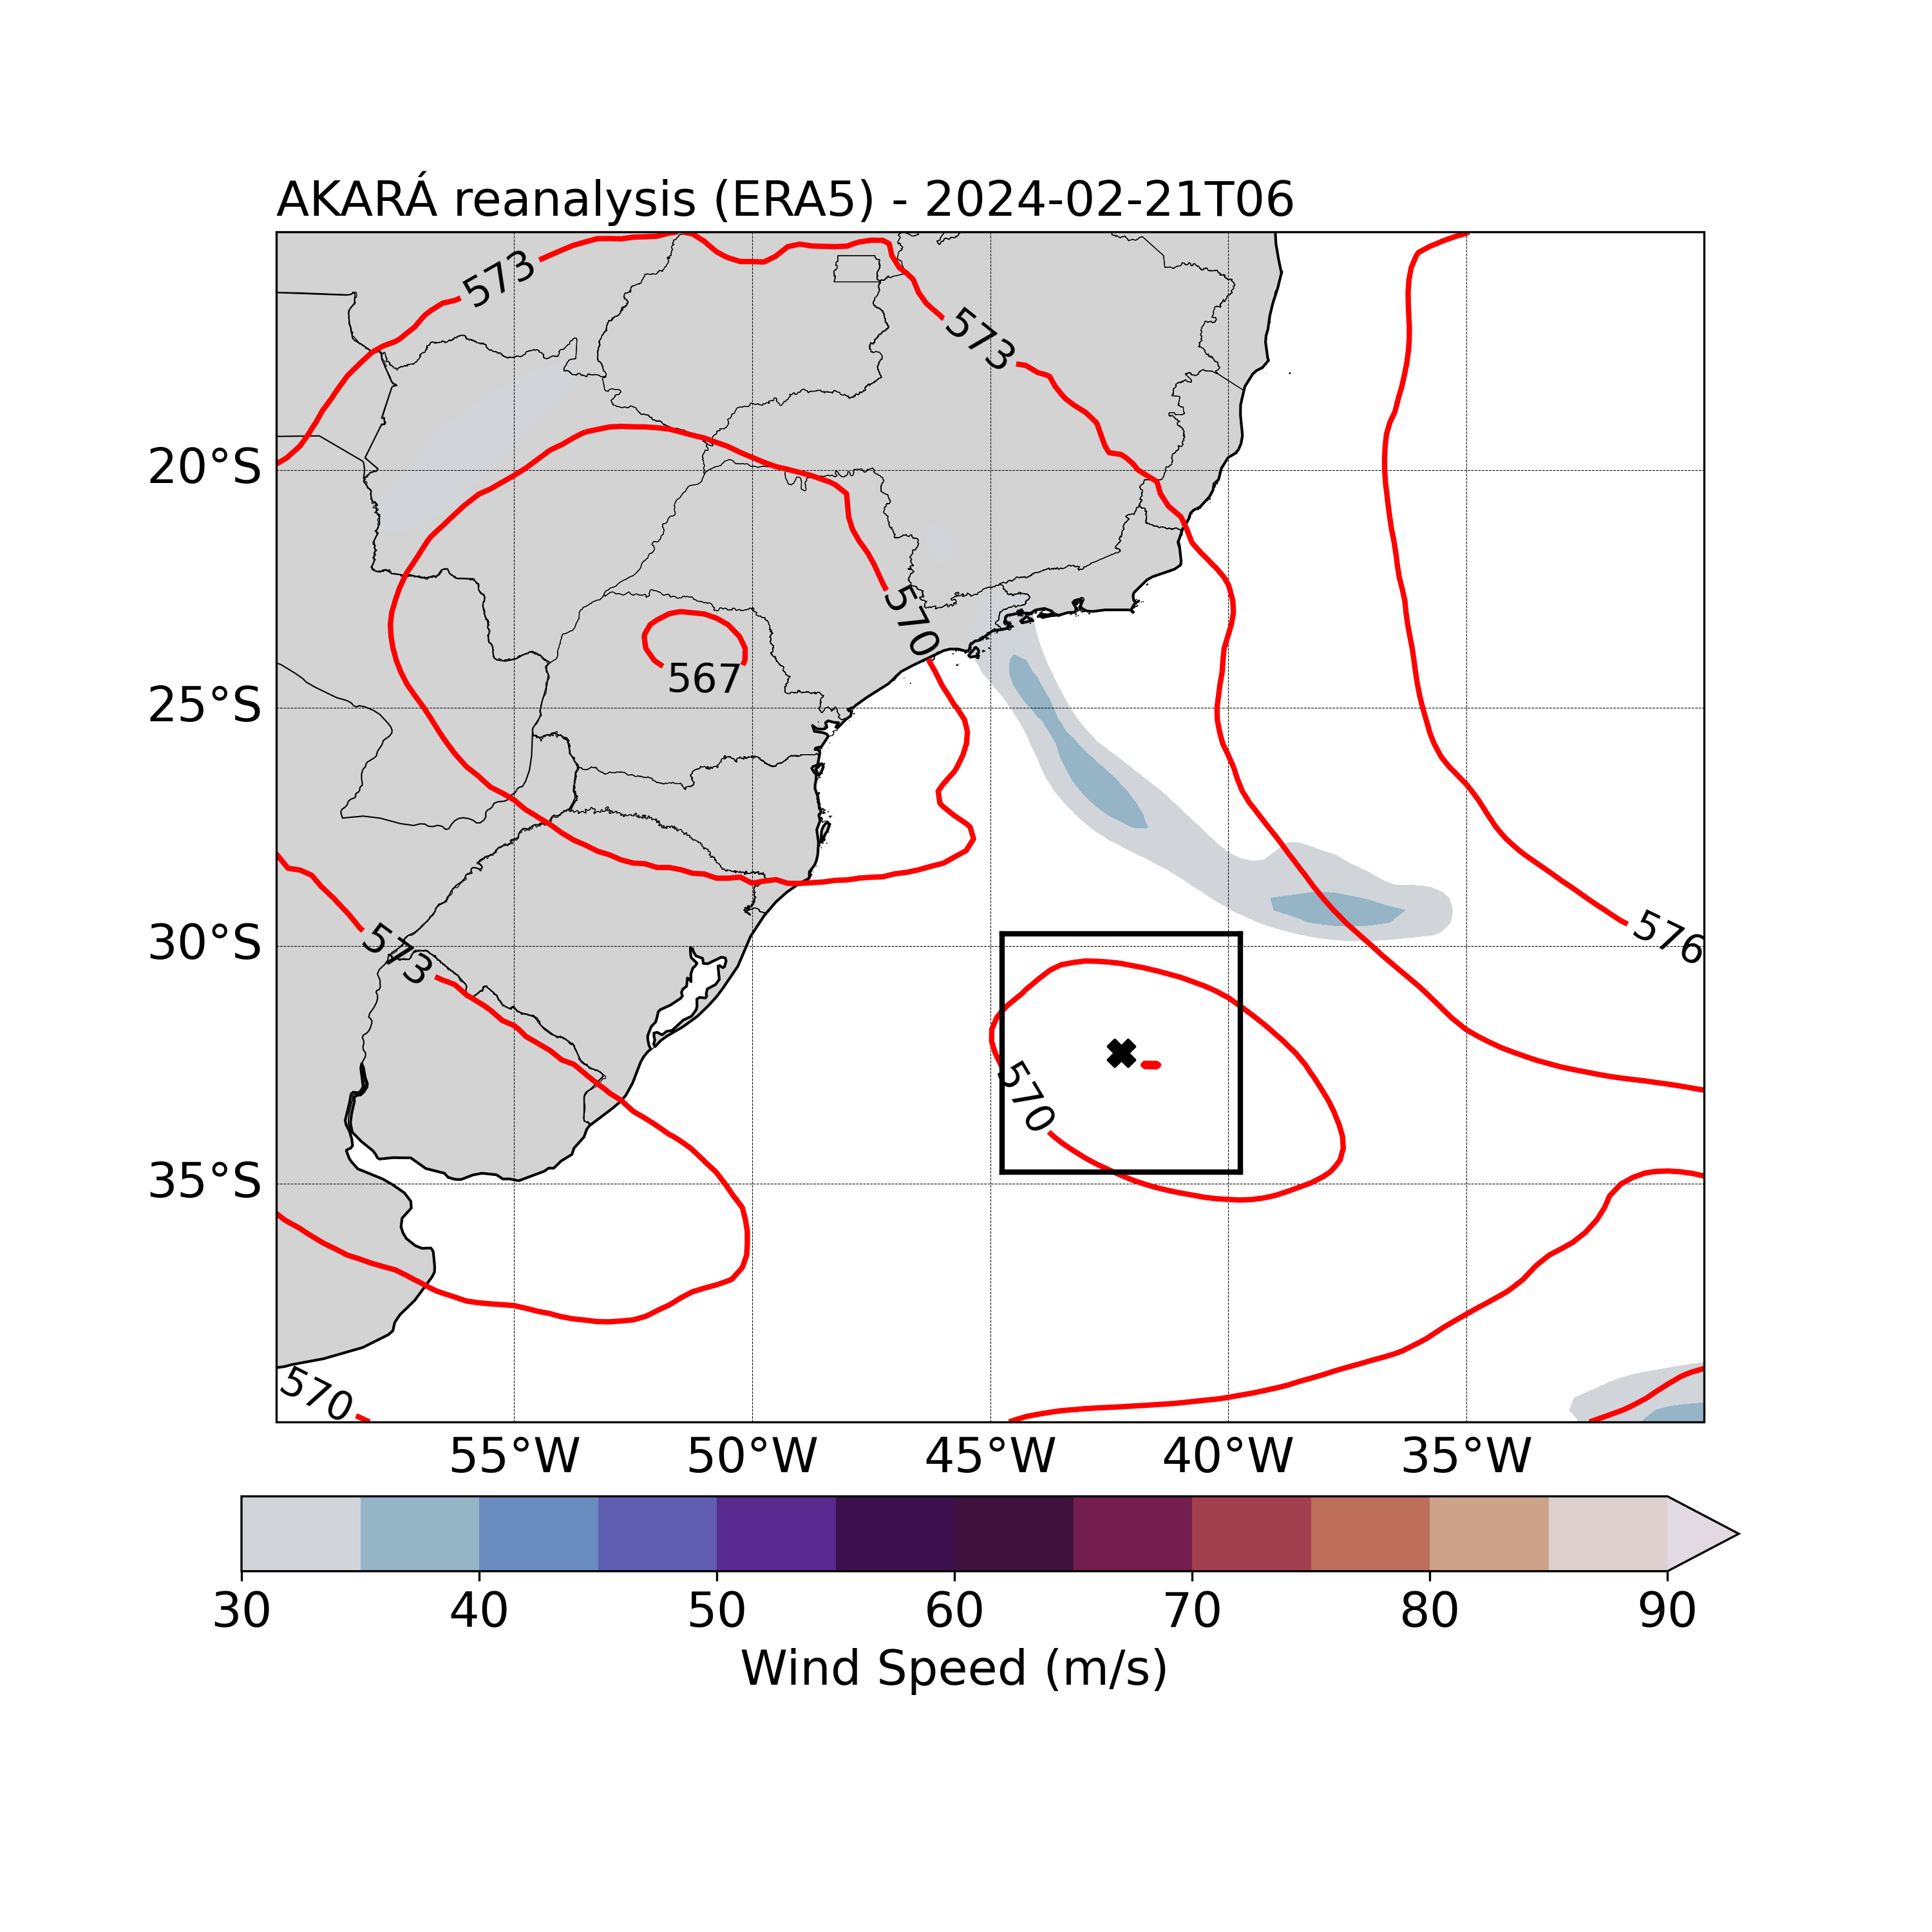 AKARÁ reanalysis (ERA5) - 2024-02-21T06
573
573
20°S
570
567
25°S
576
573
30°S
570
35°S
570
55°W 50°W 45°W 40°W 35°W
30 40 50 60 70 80 90
Wind Speed (m/s)